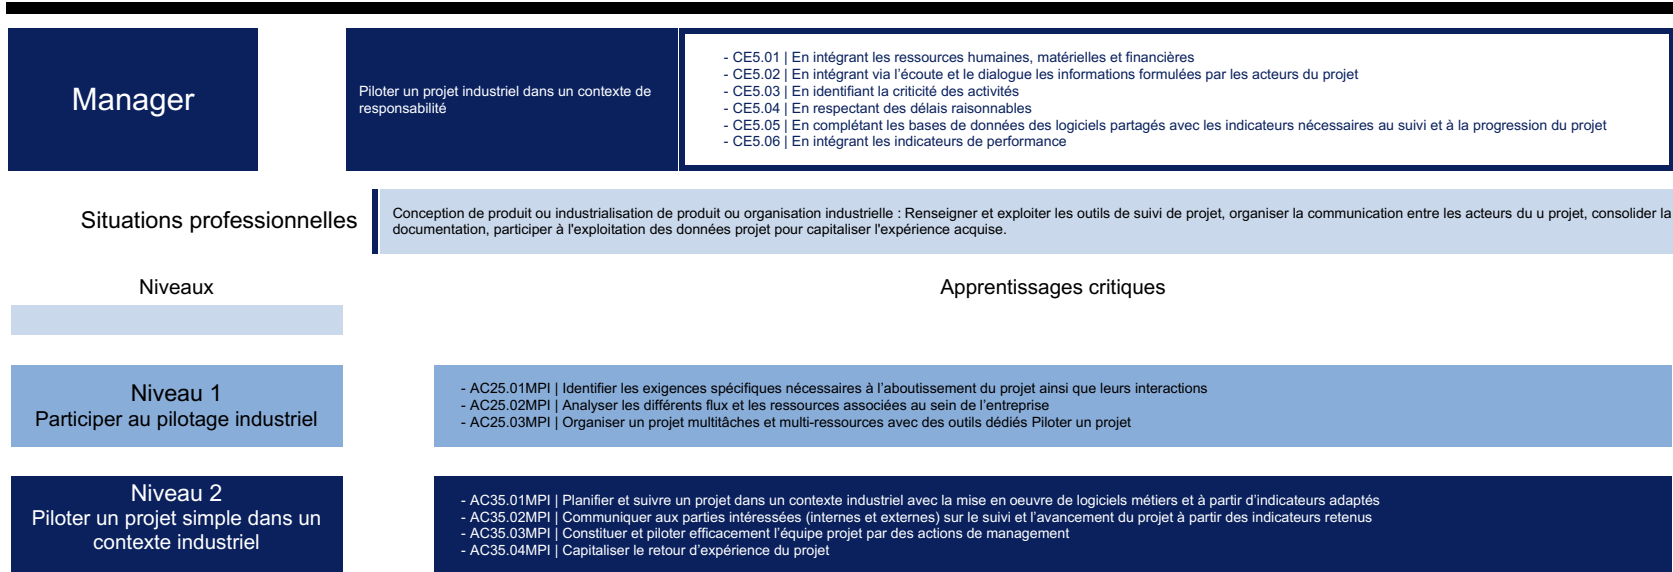 Manager
Piloter un projet industriel dans un contexte de
responsabilité
- CE5.01 | En intégrant les ressources humaines, matérielles et financières
- CE5.02 | En intégrant via l’écoute et le dialogue les informations formulées par les acteurs du projet
- CE5.03 | En identifiant la criticité des activités
- CE5.04 | En respectant des délais raisonnables
- CE5.05 | En complétant les bases de données des logiciels partagés avec les indicateurs nécessaires au suivi et à la progression du projet
- CE5.06 | En intégrant les indicateurs de performance
Situations professionnelles
Conception de produit ou industrialisation de produit ou organisation industrielle : Renseigner et exploiter les outils de suivi de projet, organiser la communication entre les acteurs du u projet, consolider la
documentation, participer à l'exploitation des données projet pour capitaliser l'expérience acquise.
Niveaux
Apprentissages critiques
Niveau 1
Participer au pilotage industriel
- AC25.01MPI | Identifier les exigences spécifiques nécessaires à l’aboutissement du projet ainsi que leurs interactions
- AC25.02MPI | Analyser les différents flux et les ressources associées au sein de l’entreprise
- AC25.03MPI | Organiser un projet multitâches et multi-ressources avec des outils dédiés Piloter un projet
Niveau 2
Piloter un projet simple dans un
contexte industriel
- AC35.01MPI | Planifier et suivre un projet dans un contexte industriel avec la mise en oeuvre de logiciels métiers et à partir d’indicateurs adaptés
- AC35.02MPI | Communiquer aux parties intéressées (internes et externes) sur le suivi et l’avancement du projet à partir des indicateurs retenus
- AC35.03MPI | Constituer et piloter efficacement l’équipe projet par des actions de management
- AC35.04MPI | Capitaliser le retour d’expérience du projet